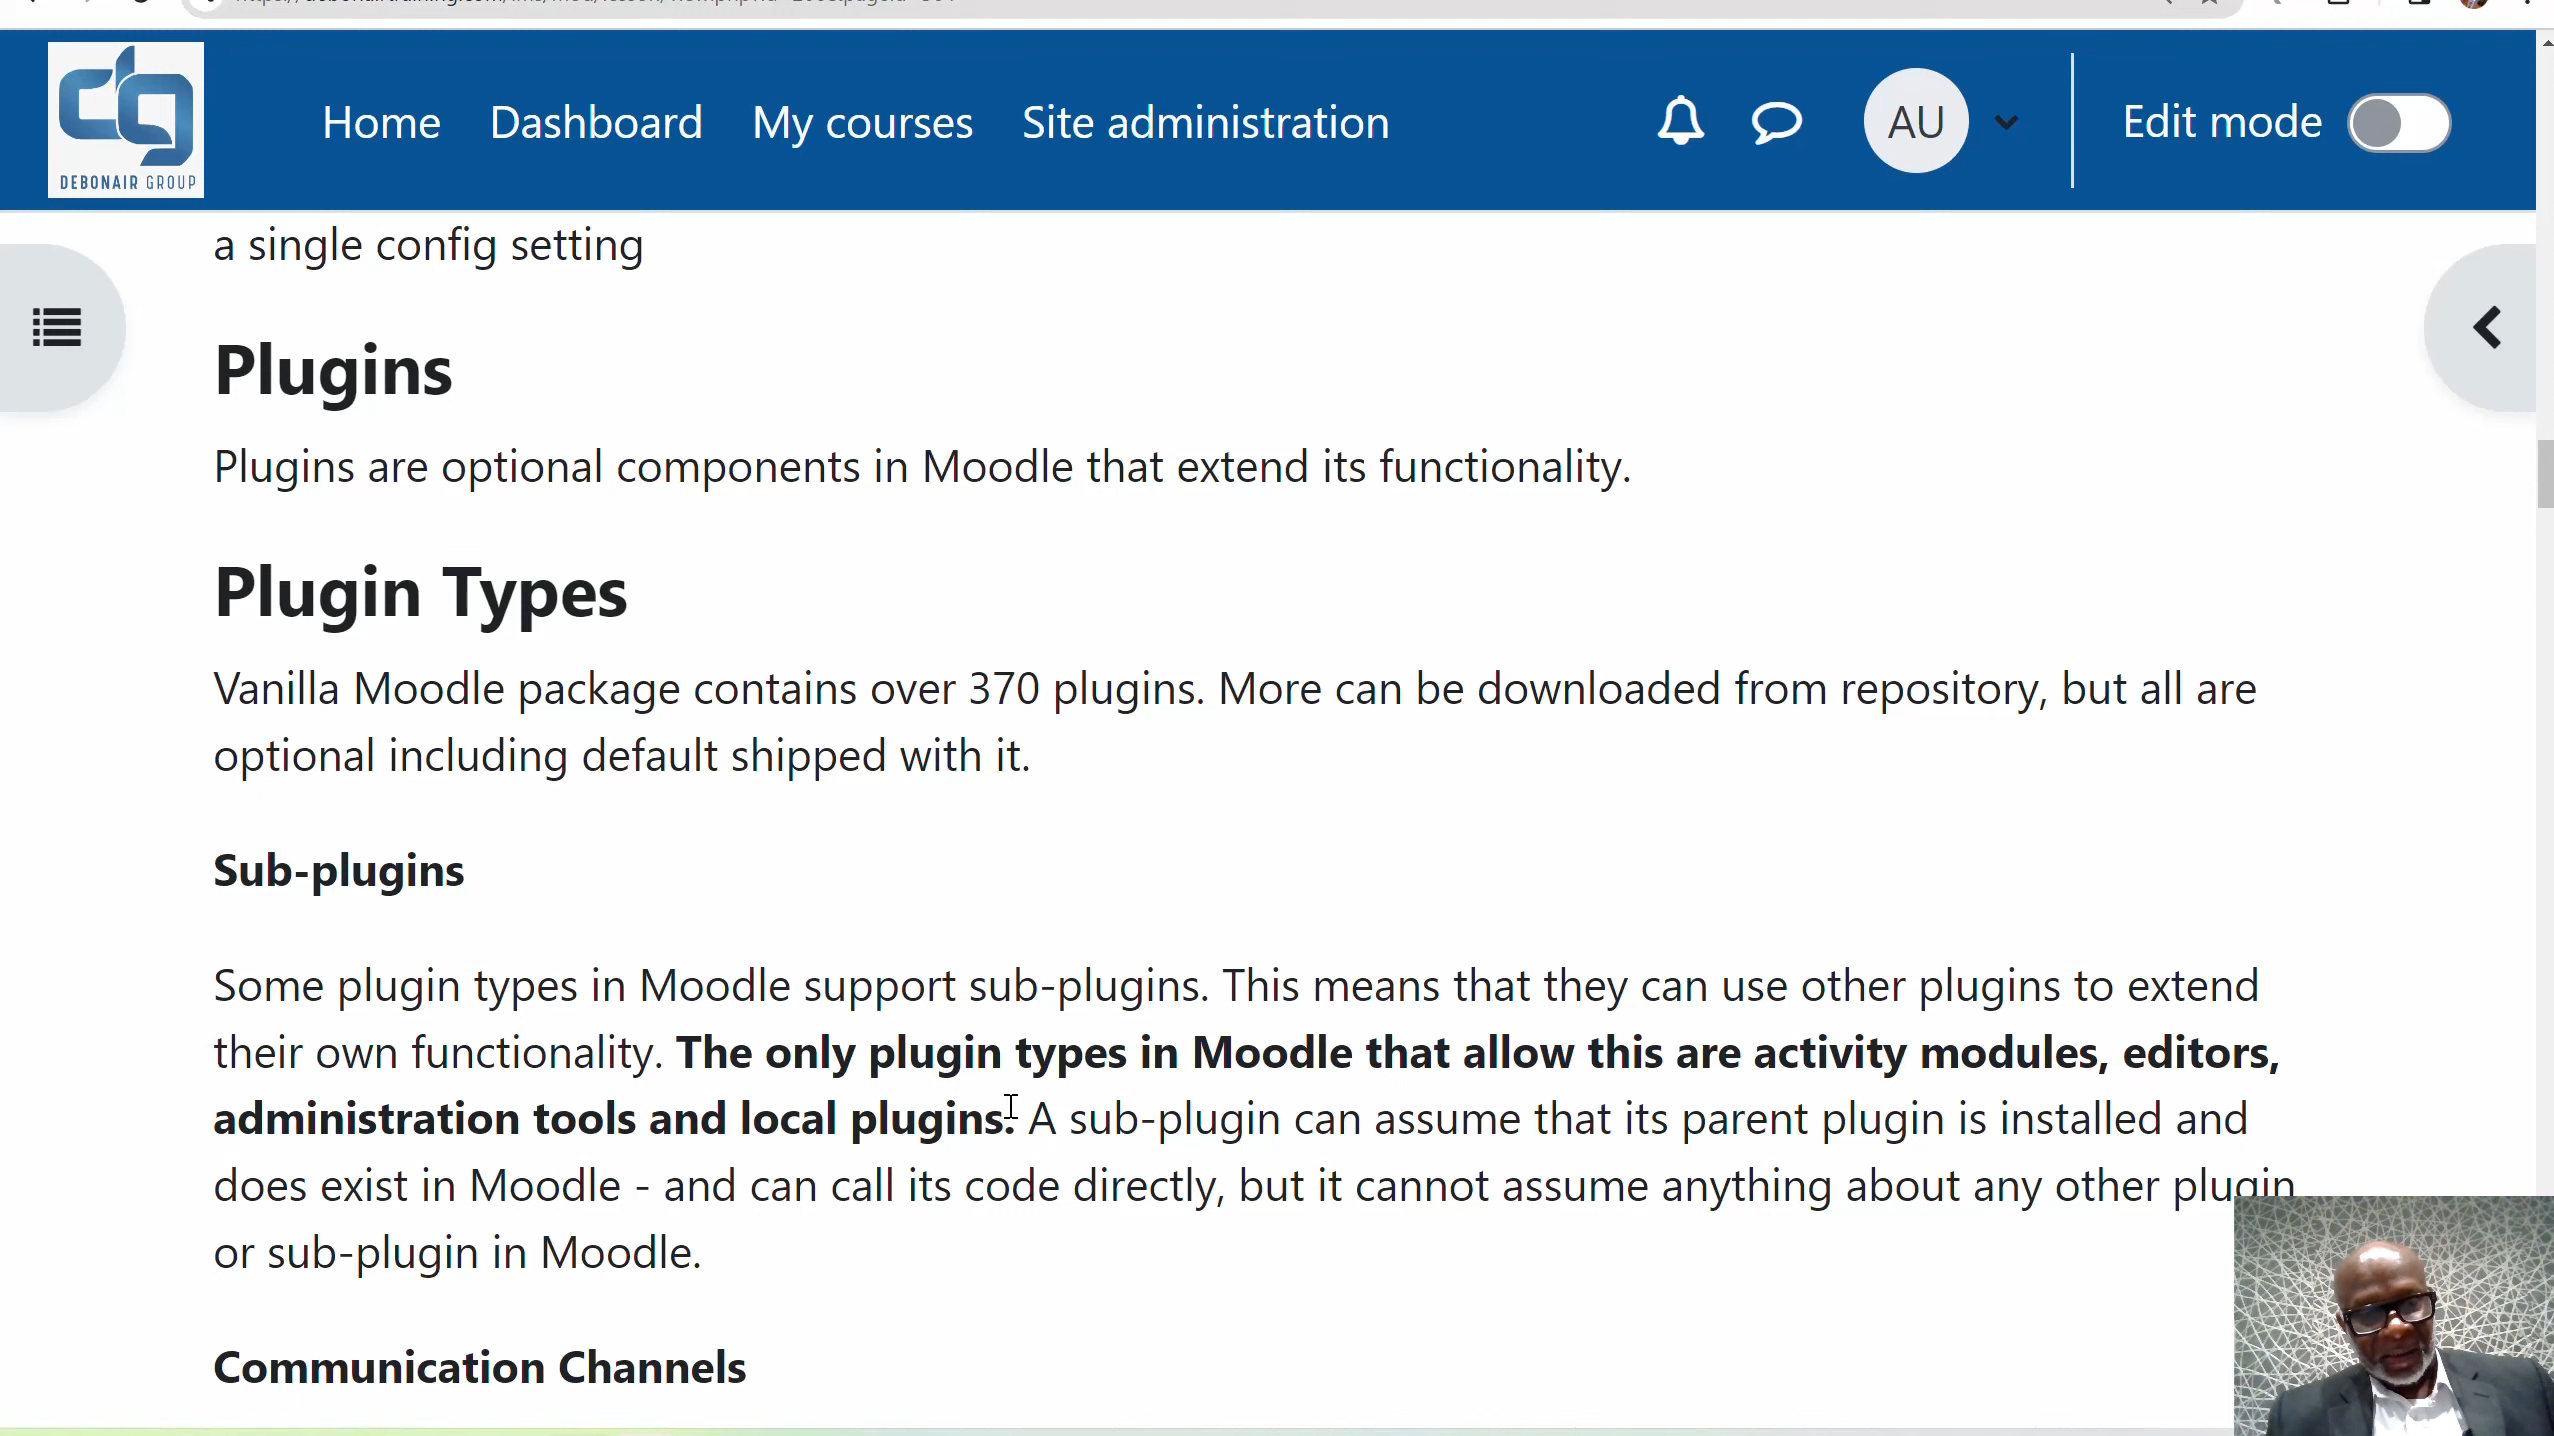 DEBONAIR GROUP
Home Dashboard My courses Site administration AU Edit mode
a single config setting
Plugins
Plugins are optional components in Moodle that extend its functionality.
Plugin Types
Vanilla Moodle package contains over 370 plugins. More can be downloaded from repository, but all are
optional including default shipped with it.
Sub-plugins
Some plugin types in Moodle support sub-plugins. This means that they can use other plugins to extend
their own functionality. The only plugin types in Moodle that allow this are activity modules, editors,
administration tools and local plugins. A sub-plugin can assume that its parent plugin is installed and
does exist in Moodle - and can call its code directly, but it cannot assume anything about any other plugin
or sub-plugin in Moodle.
Communication Channels